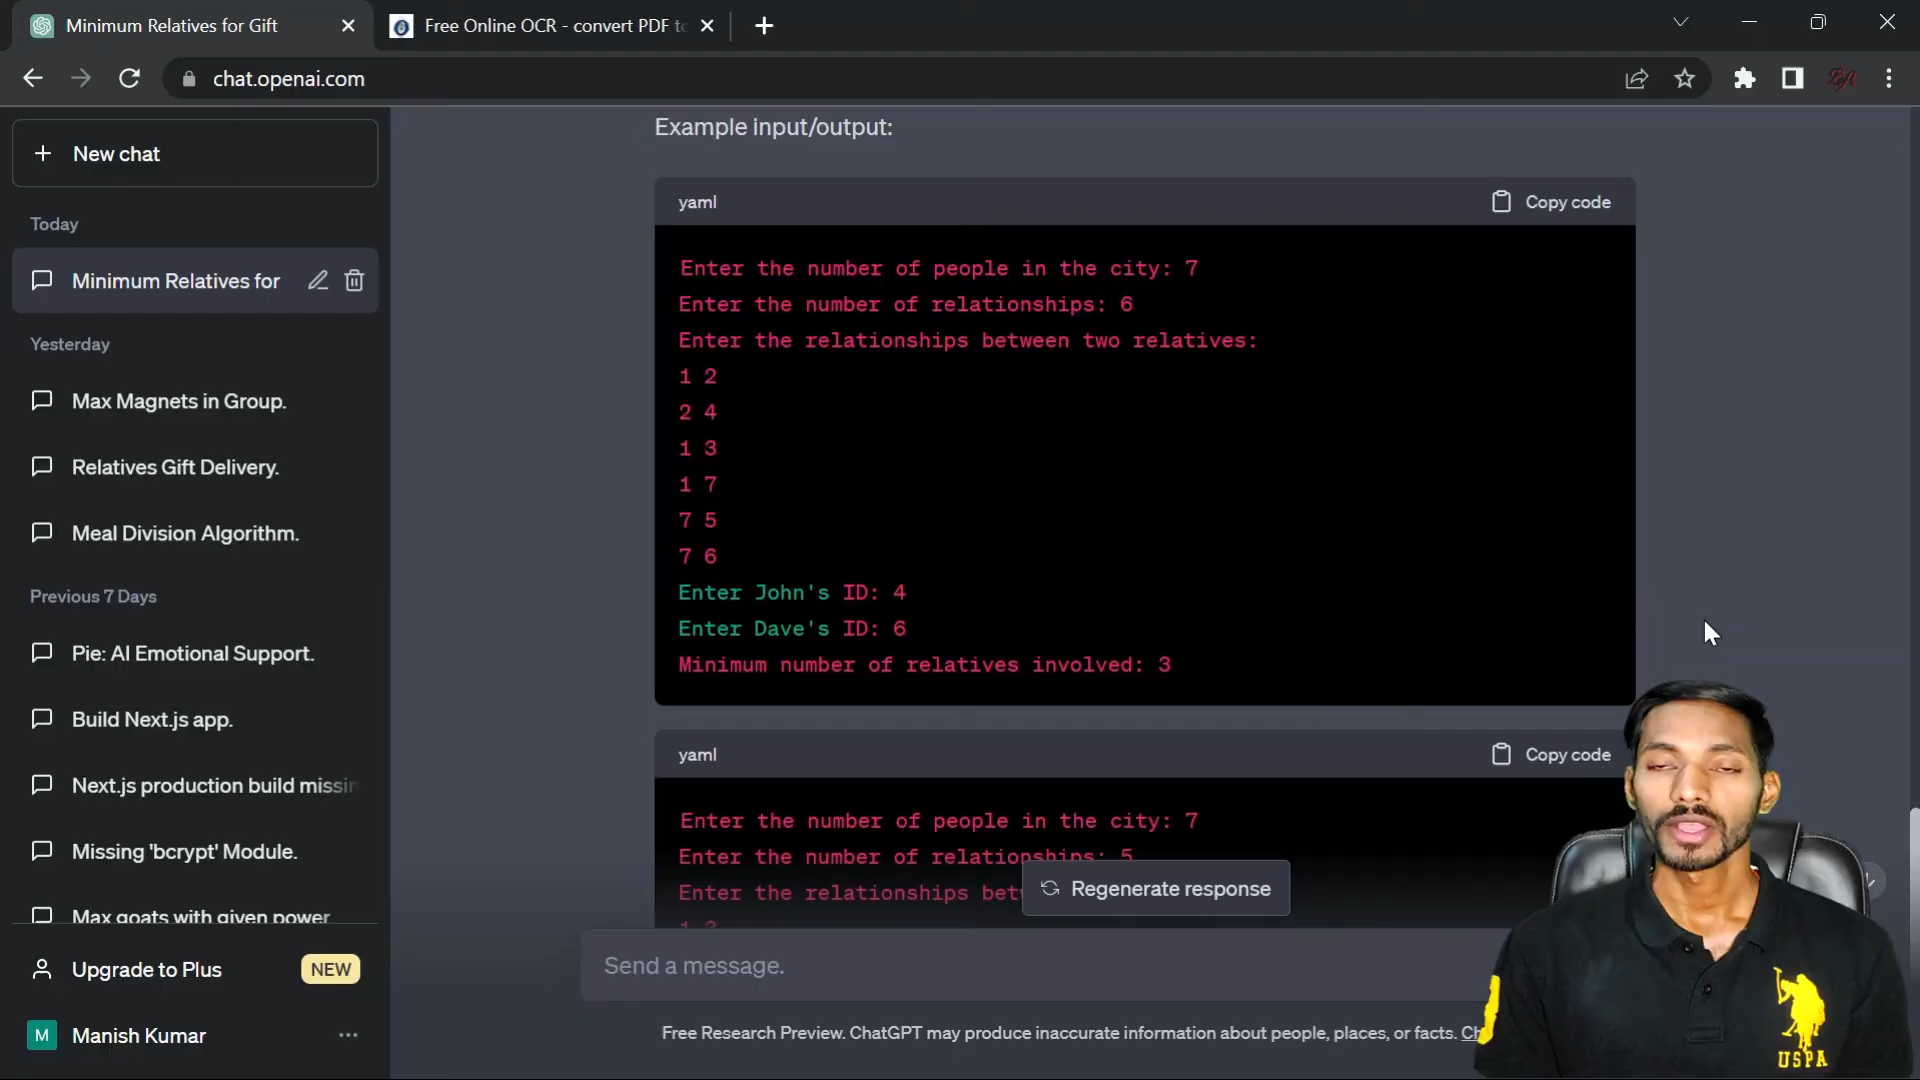 Minimum Relatives for Gift
Free Online OCR - convert PDF to
chat.openai.com
New chat
Today
Minimum Relatives for
Yesterday
Max Magnets in Group.
Relatives Gift Delivery.
Meal Division Algorithm.
Previous 7 Days
Pie: AI Emotional Support.
Build Next.js app.
Next.js production build missin
Missing 'bcrypt' Module.
Max goats with given power
Upgrade to Plus
NEW
M
Manish Kumar
Example input/output:
yaml
Copy code
Enter the number of people in the city: 7
Enter the number of relationships: 6
Enter the relationships between two relatives:
1 2
2 4
1 3
1 7
7 5
7 6
Enter John's ID: 4
Enter Dave's ID: 6
Minimum number of relatives involved: 3
yaml
Copy code
Enter the number of people in the city: 7
Enter the number of relationships: 5
Enter the relationships
Regenerate response
Send a message.
Free Research Preview. ChatGPT may produce inaccurate information about people, places, or facts.
USPA